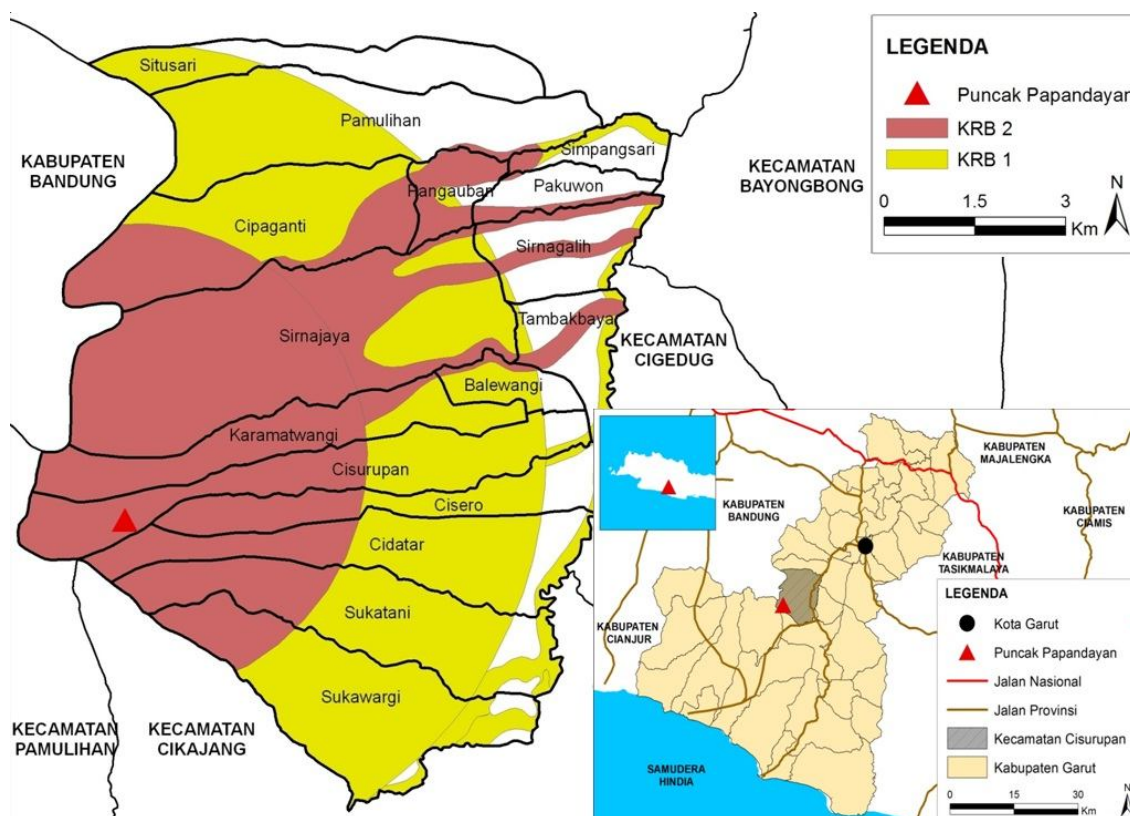 Situsari
Pamulihan
KABUPATEN
BANDUNG
Simpangsari
Pangauban
Pakuwon
Cipaganti
Sirnagalih
Sirnajaya
Tambakbaya
Balewangi
Karamatwangi
Cisurupan
Cisero
Cidatar
Sukatani
Sukawargi
KECAMATAN
PAMULIHAN
KECAMATAN
CIKAJANG
KECAMATAN
BAYONGBONG
KECAMATAN
CIGEDUG
LEGENDA
Puncak Papandayan
KRB 2
KRB 1
0 1.5 3
Km
N
KABUPATEN
MAJALENGKA
KABUPATEN
BANDUNG
KABUPATEN
CIAMIS
KABUPATEN
TASIKMALAYA
KABUPATEN
CIANJUR
SAMUDERA
HINDIA
LEGENDA
Kota Garut
Puncak Papandayan
Jalan Nasional
Jalan Provinsi
Kecamatan Cisurupan
Kabupaten Garut
N
0 15 30
Km